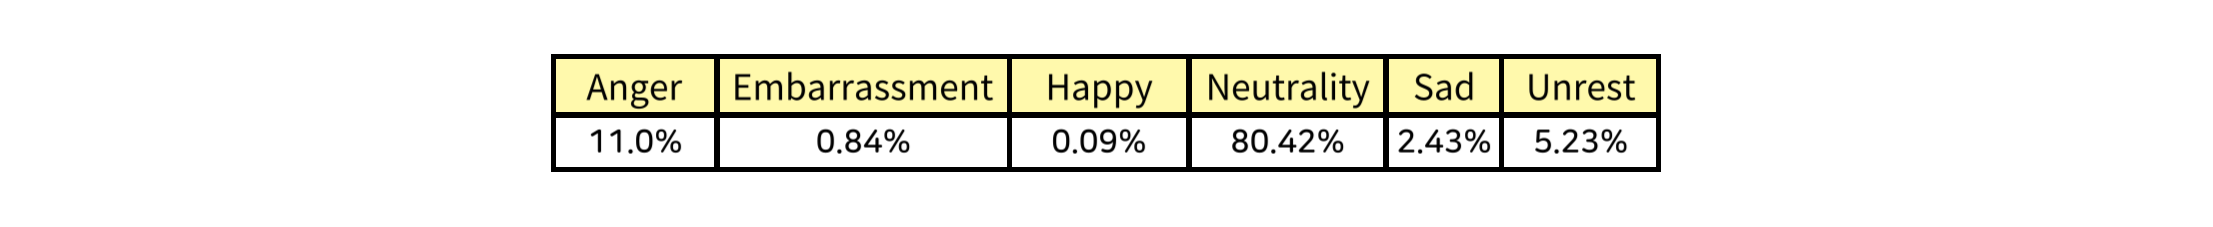 Anger Embarrassment Happy Neutrality Sad Unrest
11.0% 0.84% 0.09% 80.42% 2.43% 5.23%